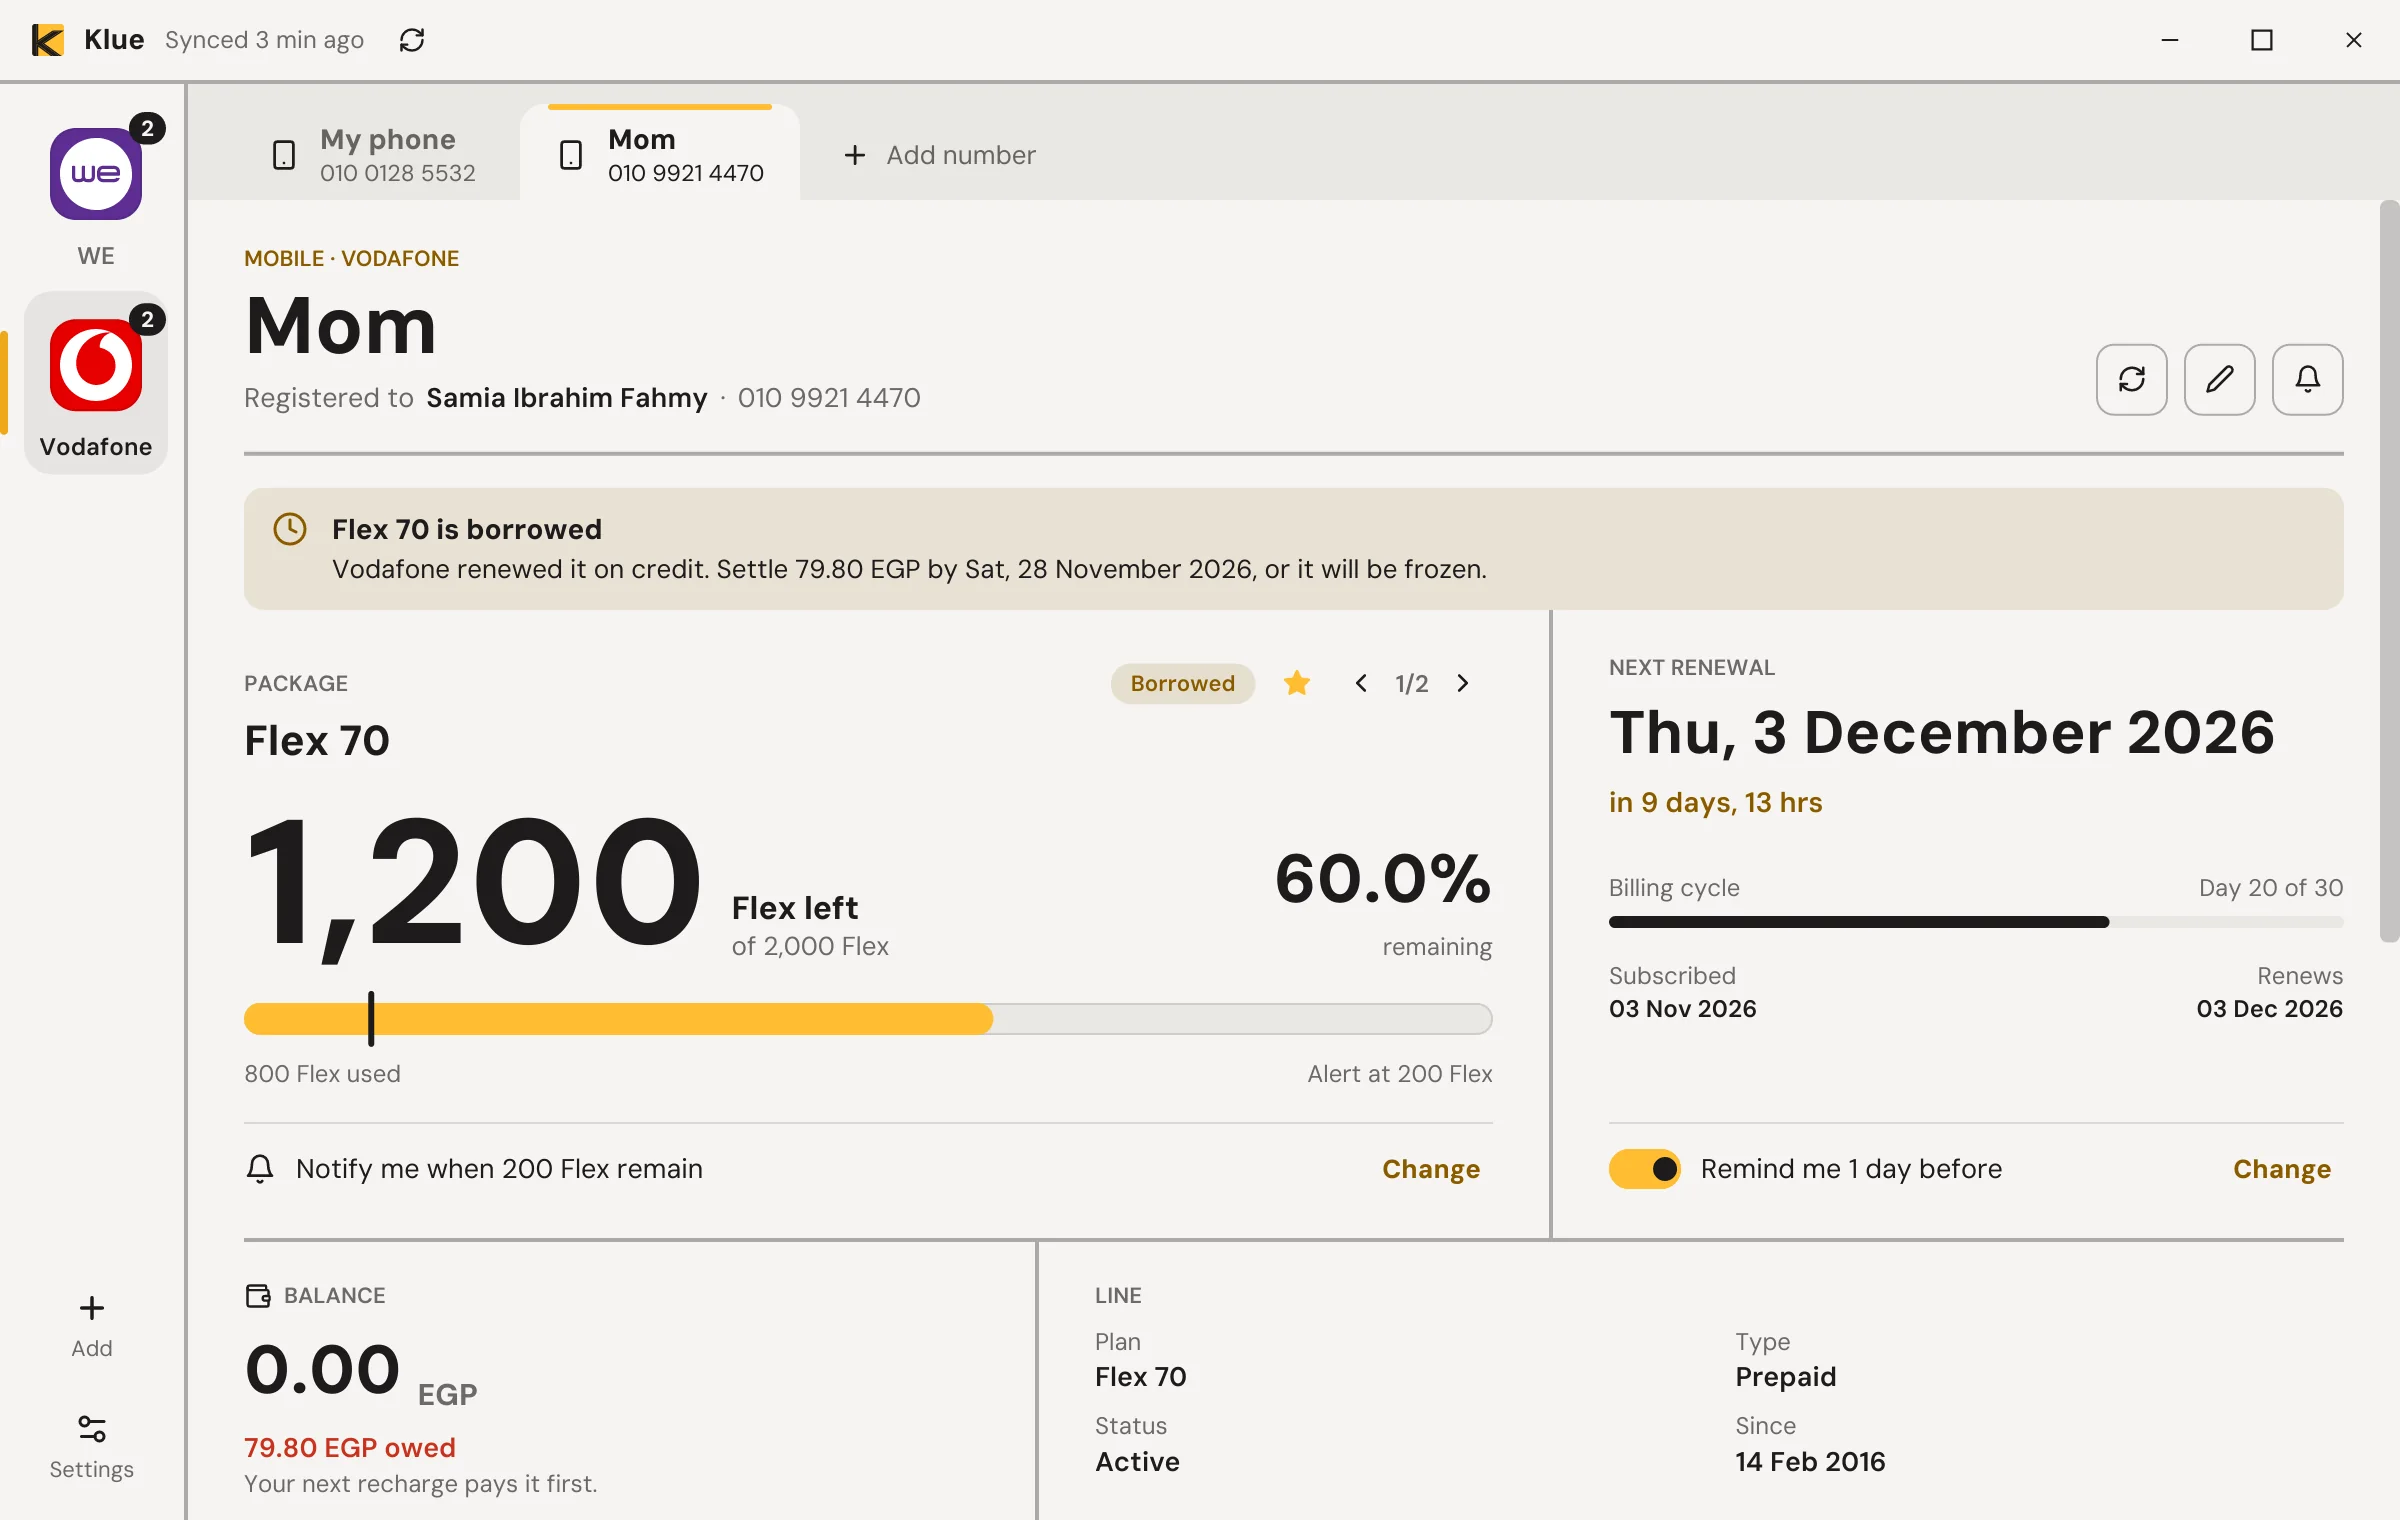 Klue Synced 3 min ago
2
we
WE
2
Vodafone
Add
Settings
My phone
010 0128 5532
Mom
010 9921 4470
Add number
MOBILE · VODAFONE
Mom
Registered to Samia Ibrahim Fahmy · 010 9921 4470
Flex 70 is borrowed
Vodafone renewed it on credit. Settle 79.80 EGP by Sat, 28 November 2026, or it will be frozen.
PACKAGE
Borrowed
1/2
Flex 70
1,200
Flex left
of 2,000 Flex
60.0%
remaining
800 Flex used
Alert at 200 Flex
Notify me when 200 Flex remain
Change
NEXT RENEWAL
Thu, 3 December 2026
in 9 days, 13 hrs
Billing cycle
Day 20 of 30
Subscribed
03 Nov 2026
Renews
03 Dec 2026
Remind me 1 day before
Change
BALANCE
0.00 EGP
79.80 EGP owed
Your next recharge pays it first.
LINE
Plan
Flex 70
Type
Prepaid
Status
Active
Since
14 Feb 2016